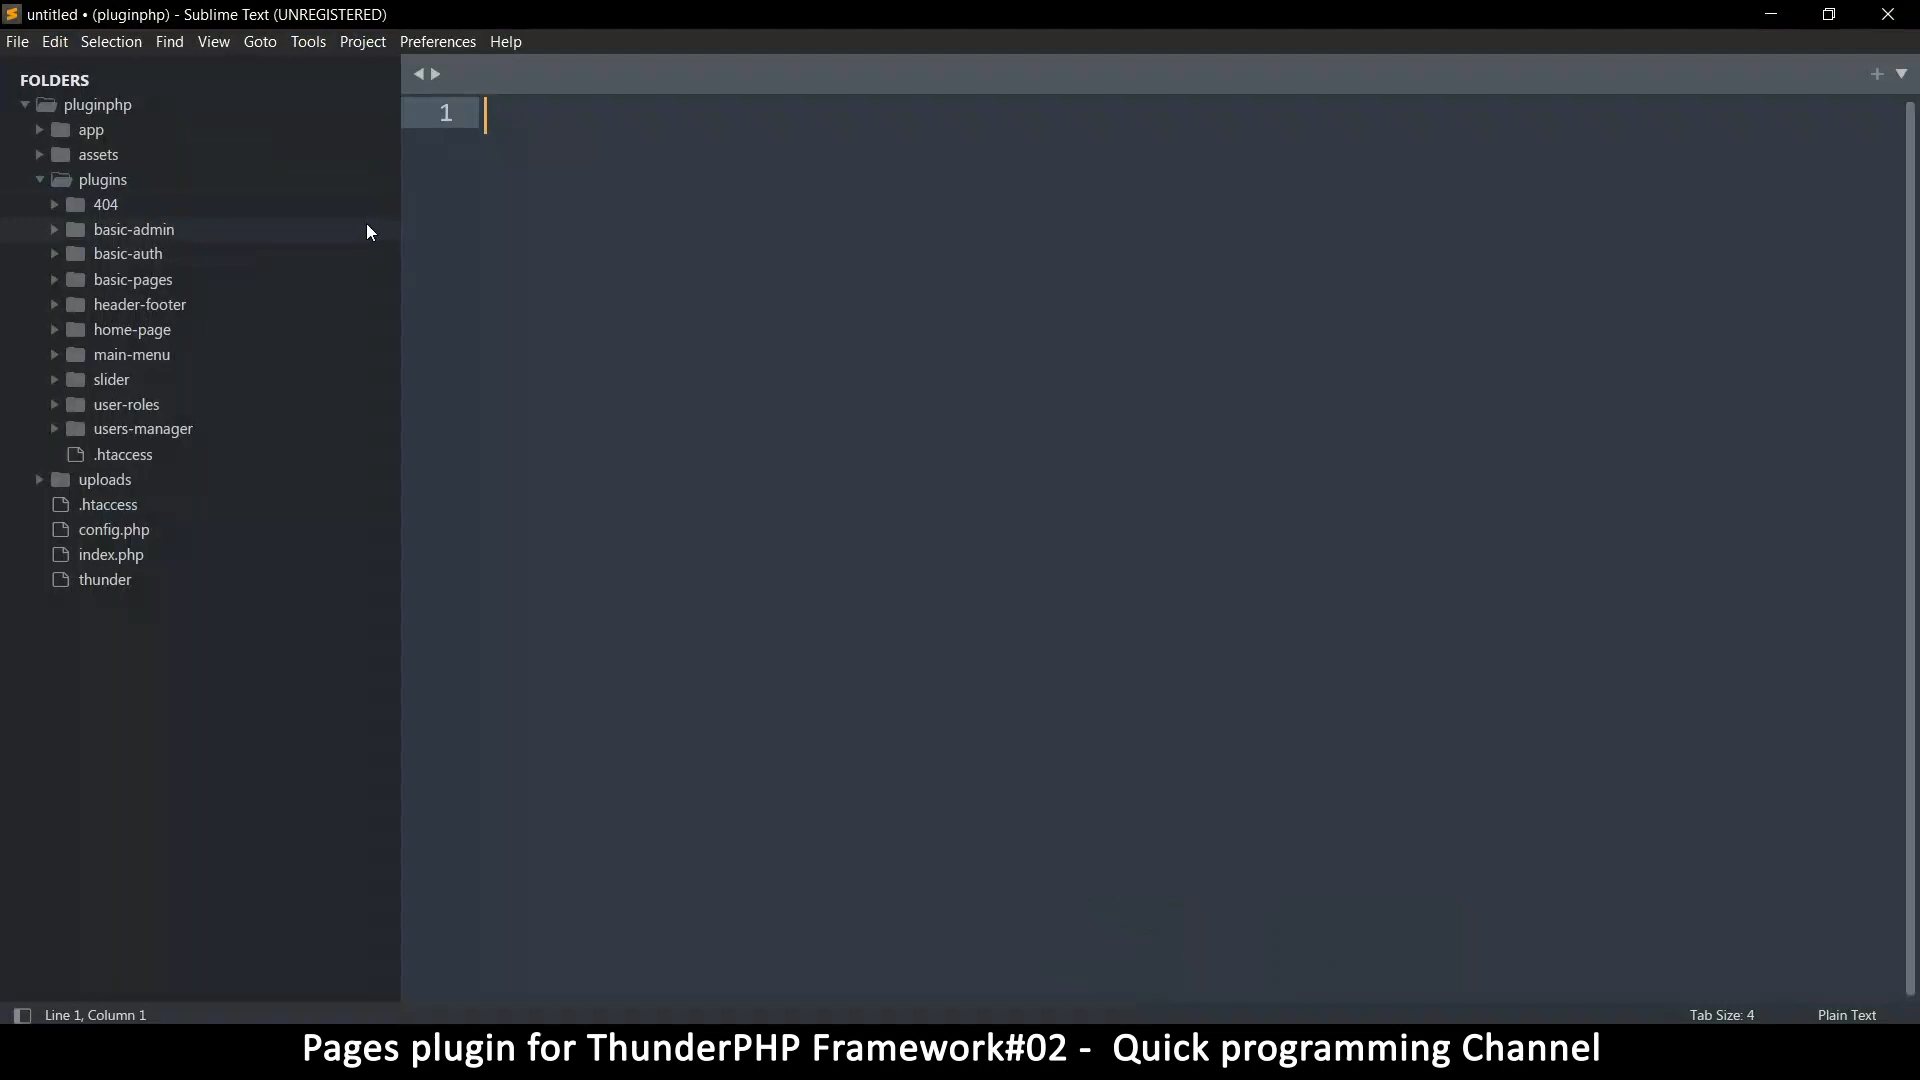 untitled • (pluginphp) - Sublime Text (UNREGISTERED)
File Edit Selection Find View Goto Tools Project Preferences Help
FOLDERS
pluginphp
app
assets
plugins
404
basic-admin
basic-auth
basic-pages
header-footer
home-page
main-menu
slider
user-roles
users-manager
.htaccess
uploads
.htaccess
config.php
index.php
thunder
1
Line 1, Column 1
Tab Size: 4
Plain Text
Pages plugin for ThunderPHP Framework#02 - Quick programming Channel